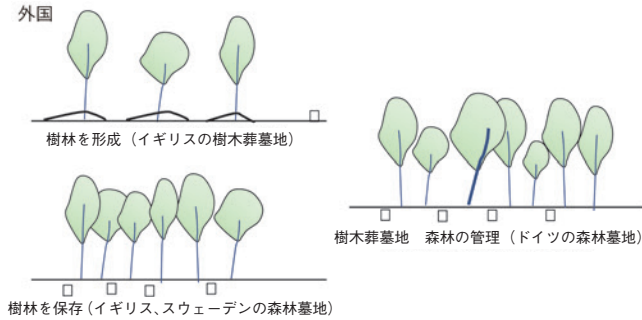 外国
樹林を形成（イギリスの樹木葬墓地）
樹木葬墓地　森林の管理（ドイツの森林墓地）
樹林を保存（イギリス、スウェーデンの森林墓地）